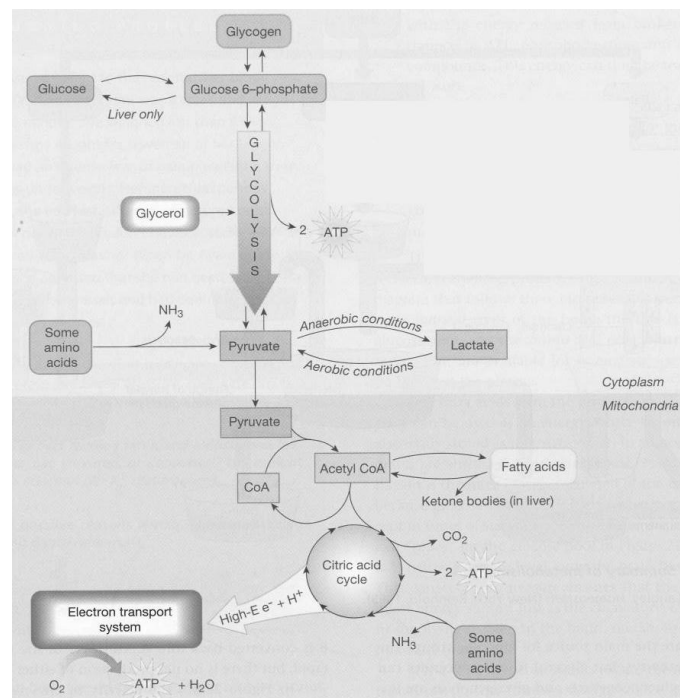 Glycogen
Glucose
Glucose 6–phosphate
Liver only
GLYCOLYSIS
Glycerol
2 ATP
NH3
Some
amino
acids
Pyruvate
Anaerobic conditions
Aerobic conditions
Lactate
Cytoplasm
Mitochondria
Pyruvate
CoA
Acetyl CoA
Fatty acids
Ketone bodies (in liver)
CO2
Citric acid
cycle
2 ATP
High-E e- + H+
Electron transport
system
NH3
Some
amino
acids
O2
ATP + H2O